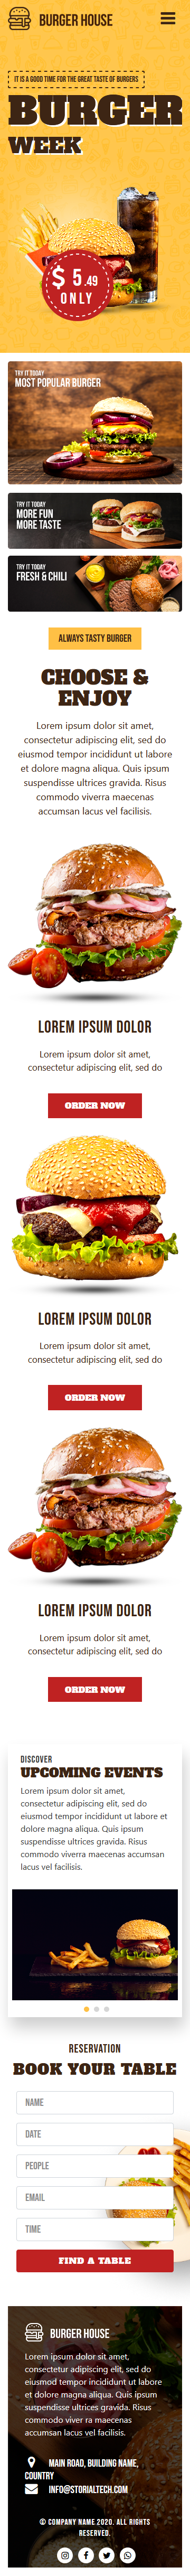 BURGER HOUSE
IT IS A GOOD TIME FOR THE GREAT TASTE OF BURGERS
BURGER
WEEK
$ 5.49
ONLY
TRY IT TODAY
MOST POPULAR BURGER
TRY IT TODAY
MORE FUN
MORE TASTE
TRY IT TODAY
FRESH & CHILI
ALWAYS TASTY BURGER
CHOOSE &
ENJOY
Lorem ipsum dolor sit amet,
consectetur adipiscing elit, sed do
eiusmod tempor incididunt ut labore
et dolore magna aliqua. Quis ipsum
suspendisse ultrices gravida. Risus
commodo viverra maecenas
accumsan lacus vel facilisis.
LOREM IPSUM DOLOR
Lorem ipsum dolor sit amet,
consectetur adipiscing elit, sed do
ORDER NOW
LOREM IPSUM DOLOR
Lorem ipsum dolor sit amet,
consectetur adipiscing elit, sed do
ORDER NOW
LOREM IPSUM DOLOR
Lorem ipsum dolor sit amet,
consectetur adipiscing elit, sed do
ORDER NOW
DISCOVER
UPCOMING EVENTS
Lorem ipsum dolor sit amet,
consectetur adipiscing elit, sed do
eiusmod tempor incididunt ut labore et
dolore magna aliqua. Quis ipsum
suspendisse ultrices gravida. Risus
commodo viverra maecenas accumsan
lacus vel facilisis.
RESERVATION
BOOK YOUR TABLE
NAME
DATE
PEOPLE
EMAIL
TIME
FIND A TABLE
BURGER HOUSE
Lorem ipsum dolor sit amet,
consectetur adipiscing elit, sed do
eiusmod tempor incididunt ut labore
et dolore magna aliqua. Quis ipsum
suspendisse ultrices gravida. Risus
commodo viver ra maecenas
accumsan lacus vel facilisis.
MAIN ROAD, BUILDING NAME,
COUNTRY
INFO@STORIALTECH.COM
© COMPANY NAME 2020. ALL RIGHTS
RESERVED.